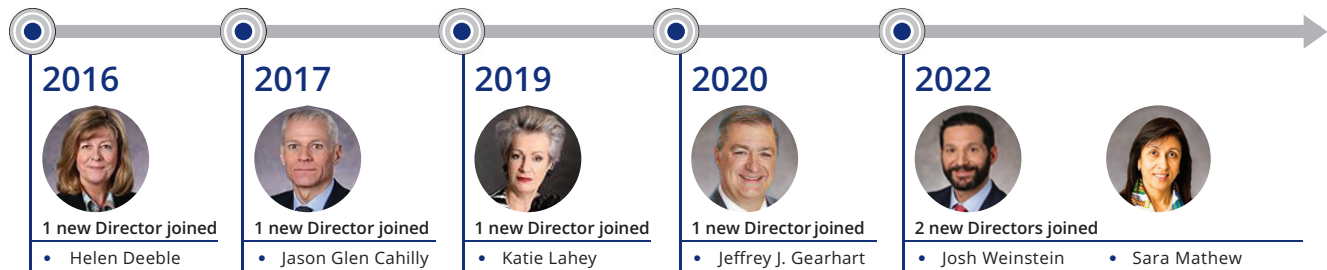 2016
1 new Director joined
• Helen Deeble
2017
1 new Director joined
• Jason Glen Cahilly
2019
1 new Director joined
• Katie Lahey
2020
1 new Director joined
• Jeffrey J. Gearhart
2022
2 new Directors joined
• Josh Weinstein
• Sara Mathew